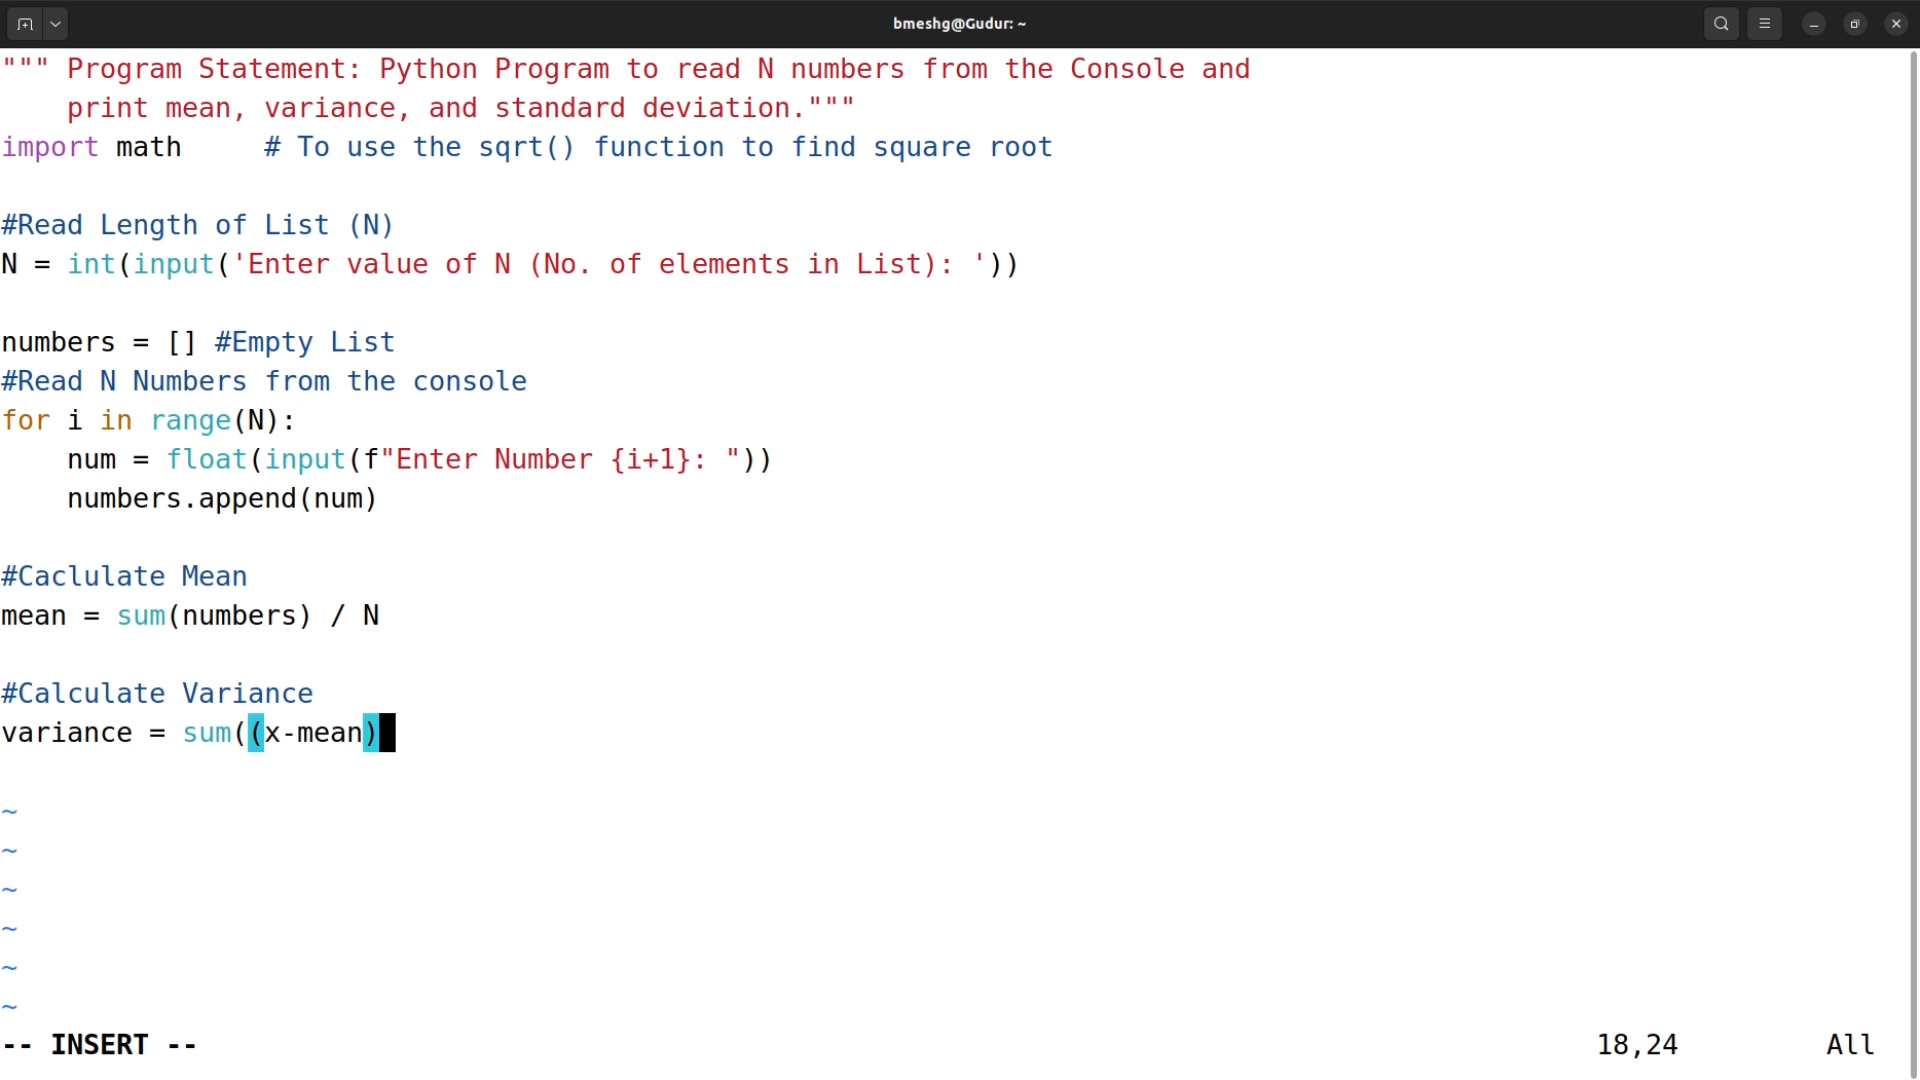 bmeshg@Gudur: ~
""" Program Statement: Python Program to read N numbers from the Console and
    print mean, variance, and standard deviation."""
import math     # To use the sqrt() function to find square root
#Read Length of List (N)
N = int(input('Enter value of N (No. of elements in List): '))
numbers = [] #Empty List
#Read N Numbers from the console
for i in range(N):
    num = float(input(f"Enter Number {i+1}: "))
    numbers.append(num)
#Caclulate Mean
mean = sum(numbers) / N
#Calculate Variance
variance = sum((x-mean)
~
~
~
~
~
~
-- INSERT -- 18,24 All